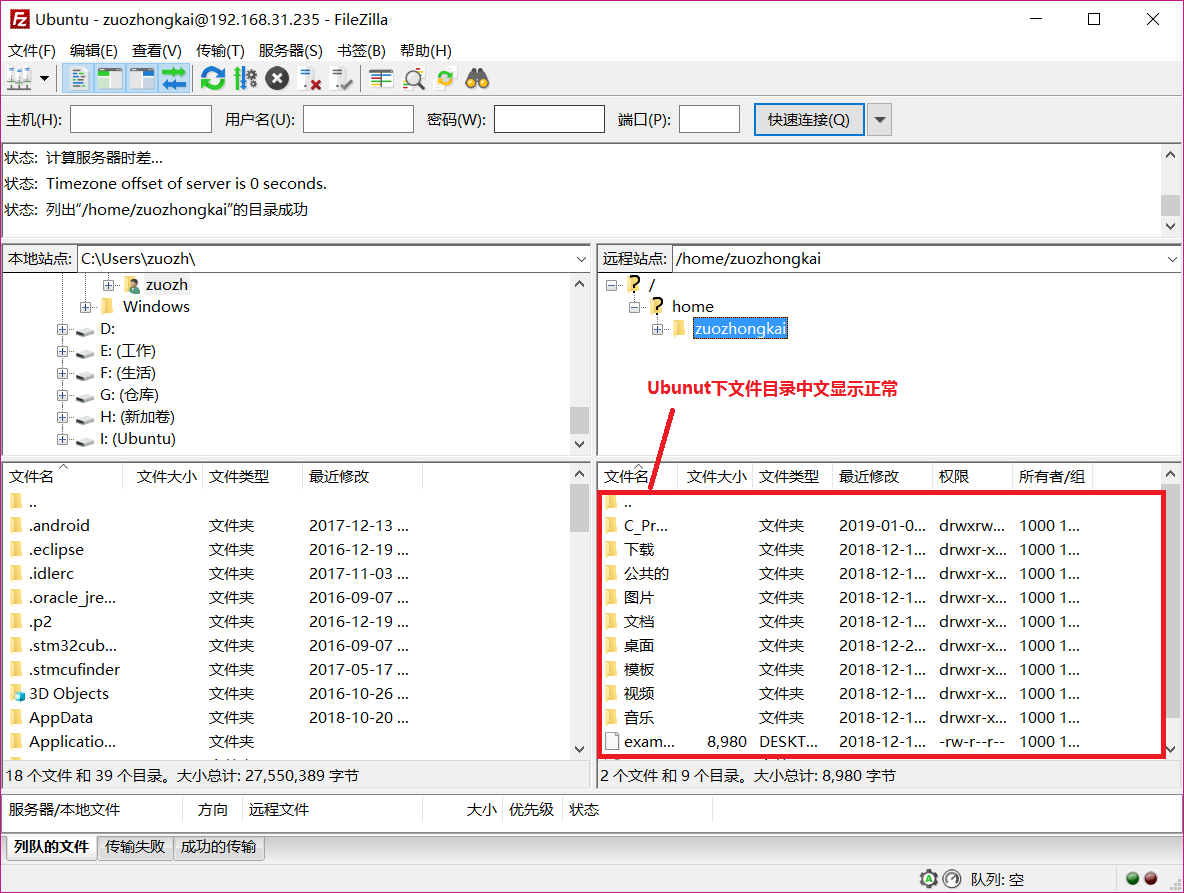 Ubuntu - zuozhongkai@192.168.31.235 - FileZilla
文件(F) 编辑(E) 查看(V) 传输(T) 服务器(S) 书签(B) 帮助(H)
主机(H): 用户名(U): 密码(W): 端口(P): 快速连接(Q)
状态: 计算服务器时差...
状态: Timezone offset of server is 0 seconds.
状态: 列出“/home/zuozhongkai”的目录成功
本地站点: C:\Users\zuozh\
zuozh
Windows
D:
E: (工作)
F: (生活)
G: (仓库)
H: (新加卷)
I: (Ubuntu)
远程站点: /home/zuozhongkai
/
home
zuozhongkai
Ubunut下文件目录中文显示正常
文件名 文件大小 文件类型 最近修改
..
.android 文件夹 2017-12-13 ...
.eclipse 文件夹 2016-12-19 ...
.idlerc 文件夹 2017-11-03 ...
.oracle_jre... 文件夹 2016-09-07 ...
.p2 文件夹 2016-12-19 ...
.stm32cub... 文件夹 2016-09-07 ...
.stmcufinder 文件夹 2017-05-17 ...
3D Objects 文件夹 2016-10-26 ...
AppData 文件夹 2018-10-20 ...
Applicatio... 文件夹
18 个文件 和 39 个目录。大小总计: 27,550,389 字节
文件名 文件大小 文件类型 最近修改 权限 所有者/组
..
C_Pr... 文件夹 2019-01-0... drwxrw... 1000 1...
下载 文件夹 2018-12-1... drwxr-x... 1000 1...
公共的 文件夹 2018-12-1... drwxr-x... 1000 1...
图片 文件夹 2018-12-1... drwxr-x... 1000 1...
文档 文件夹 2018-12-1... drwxr-x... 1000 1...
桌面 文件夹 2018-12-2... drwxr-x... 1000 1...
模板 文件夹 2018-12-1... drwxr-x... 1000 1...
视频 文件夹 2018-12-1... drwxr-x... 1000 1...
音乐 文件夹 2018-12-1... drwxr-x... 1000 1...
exam... 8,980 DESKT... 2018-12-1... -rw-r--r-- 1000 1...
2 个文件 和 9 个目录。大小总计: 8,980 字节
服务器/本地文件 方向 远程文件 大小 优先级 状态
列队的文件 传输失败 成功的传输
队列: 空